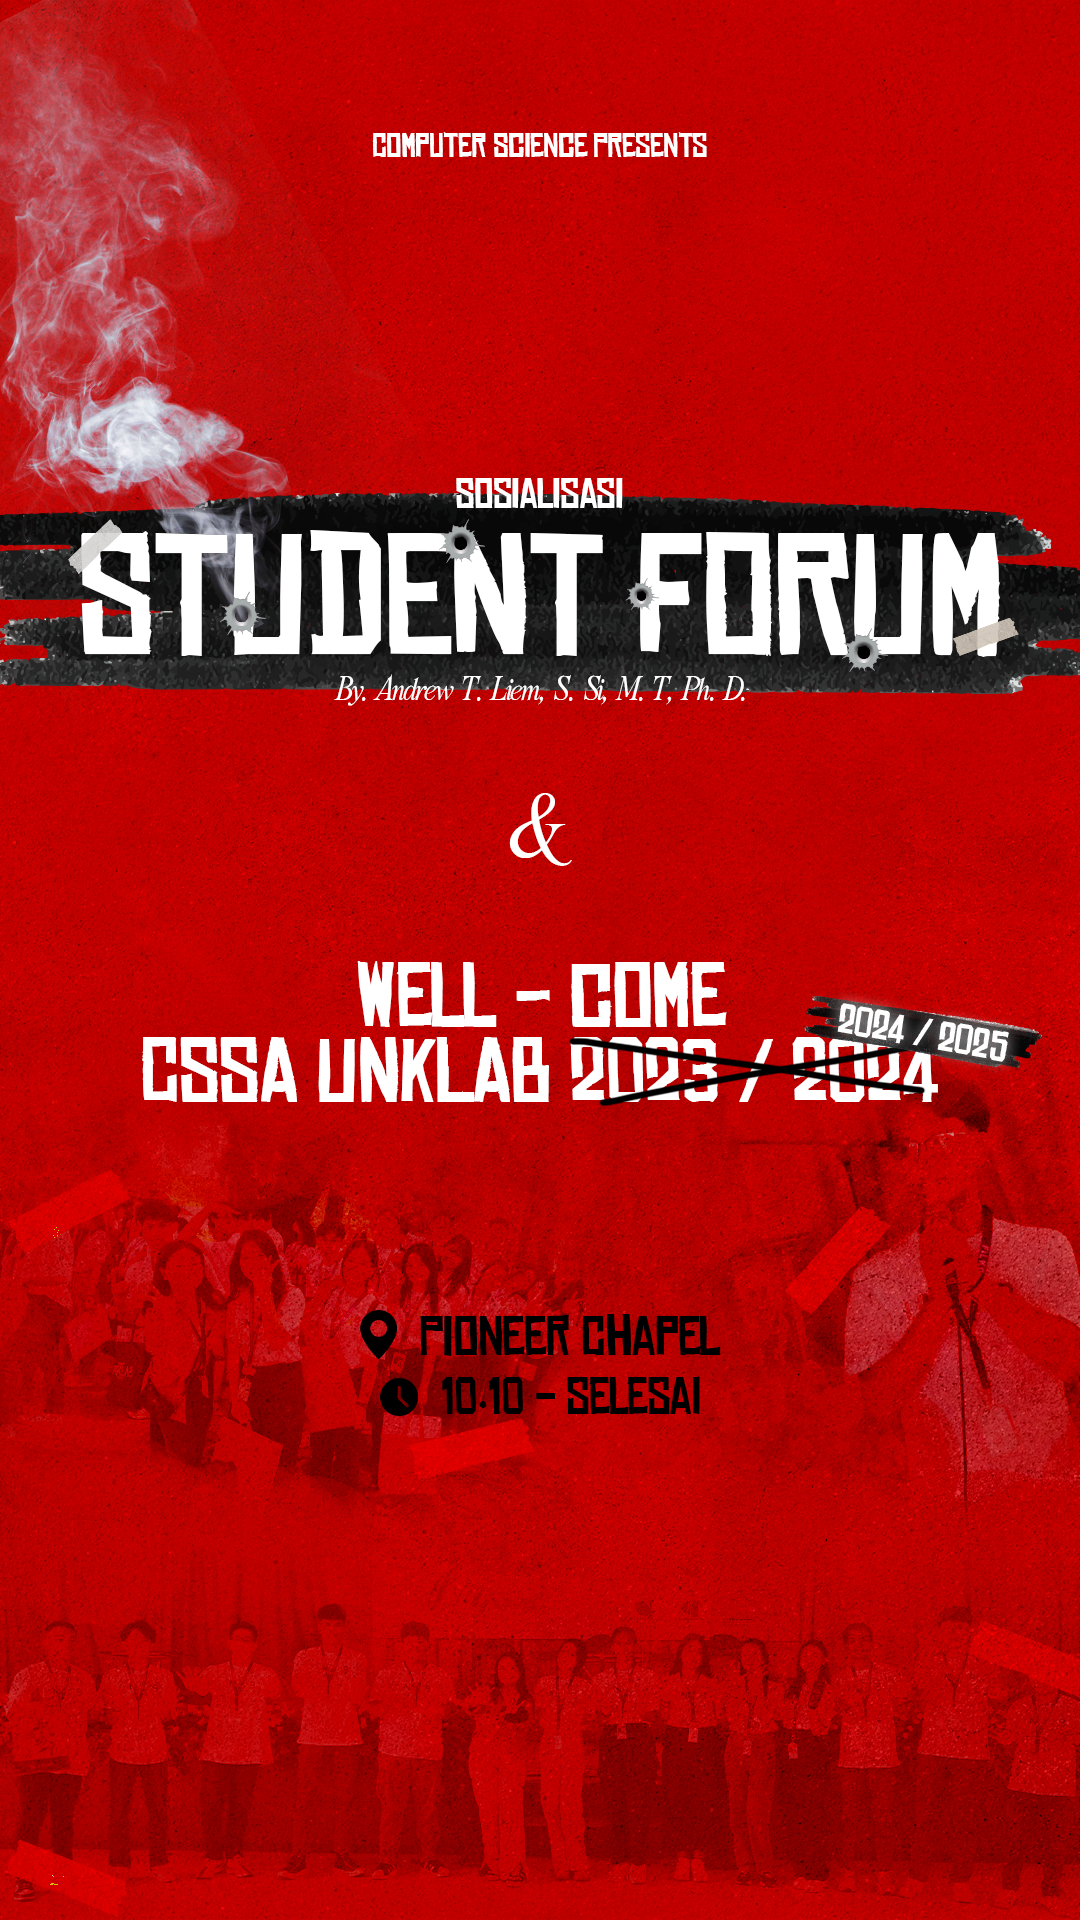 COMPUTER SCIENCE PRESENTS
SOSIALISASI
STUDENT FORUM
By. Andrew T. Liem, S. Si, M. T, Ph. D.
&
WELL - COME
2024 / 2025
CSSA UNKLAB 2023 / 2024
PIONEER CHAPEL
10.10 - SELESAI